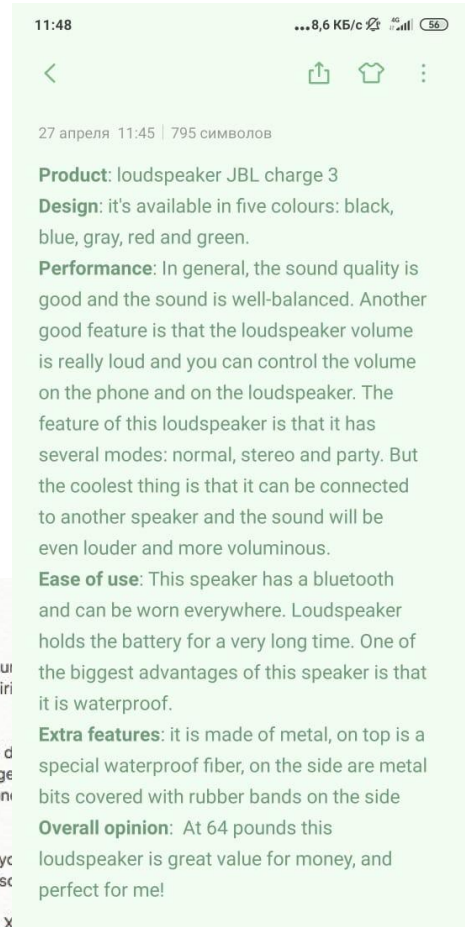 11:48
...8,6 КБ/с 4G 56
27 апреля 11:45 | 795 символов
Product: loudspeaker JBL charge 3
Design: it's available in five colours: black,
blue, gray, red and green.
Performance: In general, the sound quality is
good and the sound is well-balanced. Another
good feature is that the loudspeaker volume
is really loud and you can control the volume
on the phone and on the loudspeaker. The
feature of this loudspeaker is that it has
several modes: normal, stereo and party. But
the coolest thing is that it can be connected
to another speaker and the sound will be
even louder and more voluminous.
Ease of use: This speaker has a bluetooth
and can be worn everywhere. Loudspeaker
holds the battery for a very long time. One of
the biggest advantages of this speaker is that
it is waterproof.
Extra features: it is made of metal, on top is a
special waterproof fiber, on the side are metal
bits covered with rubber bands on the side
Overall opinion:  At 64 pounds this
loudspeaker is great value for money, and
perfect for me!